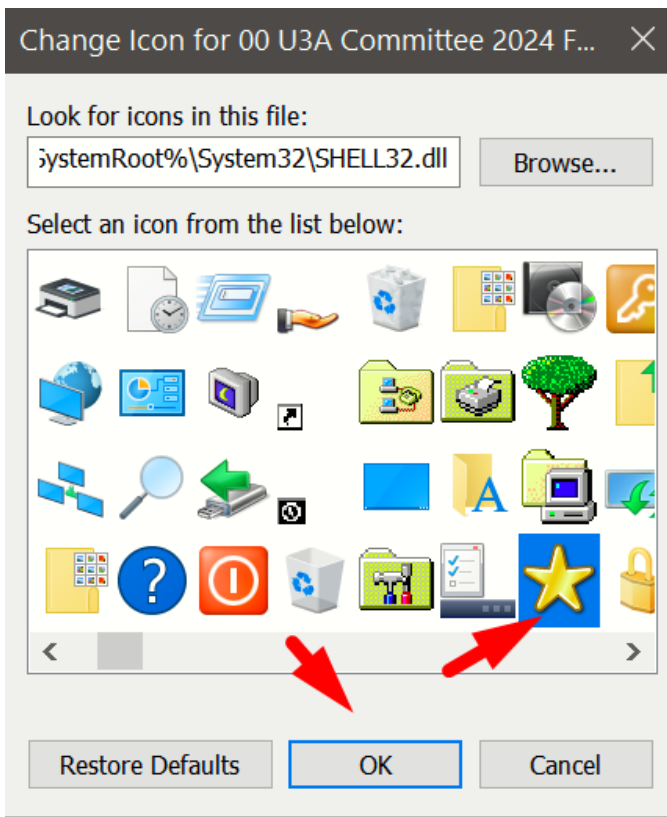 Change Icon for 00 U3A Committee 2024 F...
Look for icons in this file:
SystemRoot%\System32\SHELL32.dll
Browse...
Select an icon from the list below:
A
?
Restore Defaults
OK
Cancel